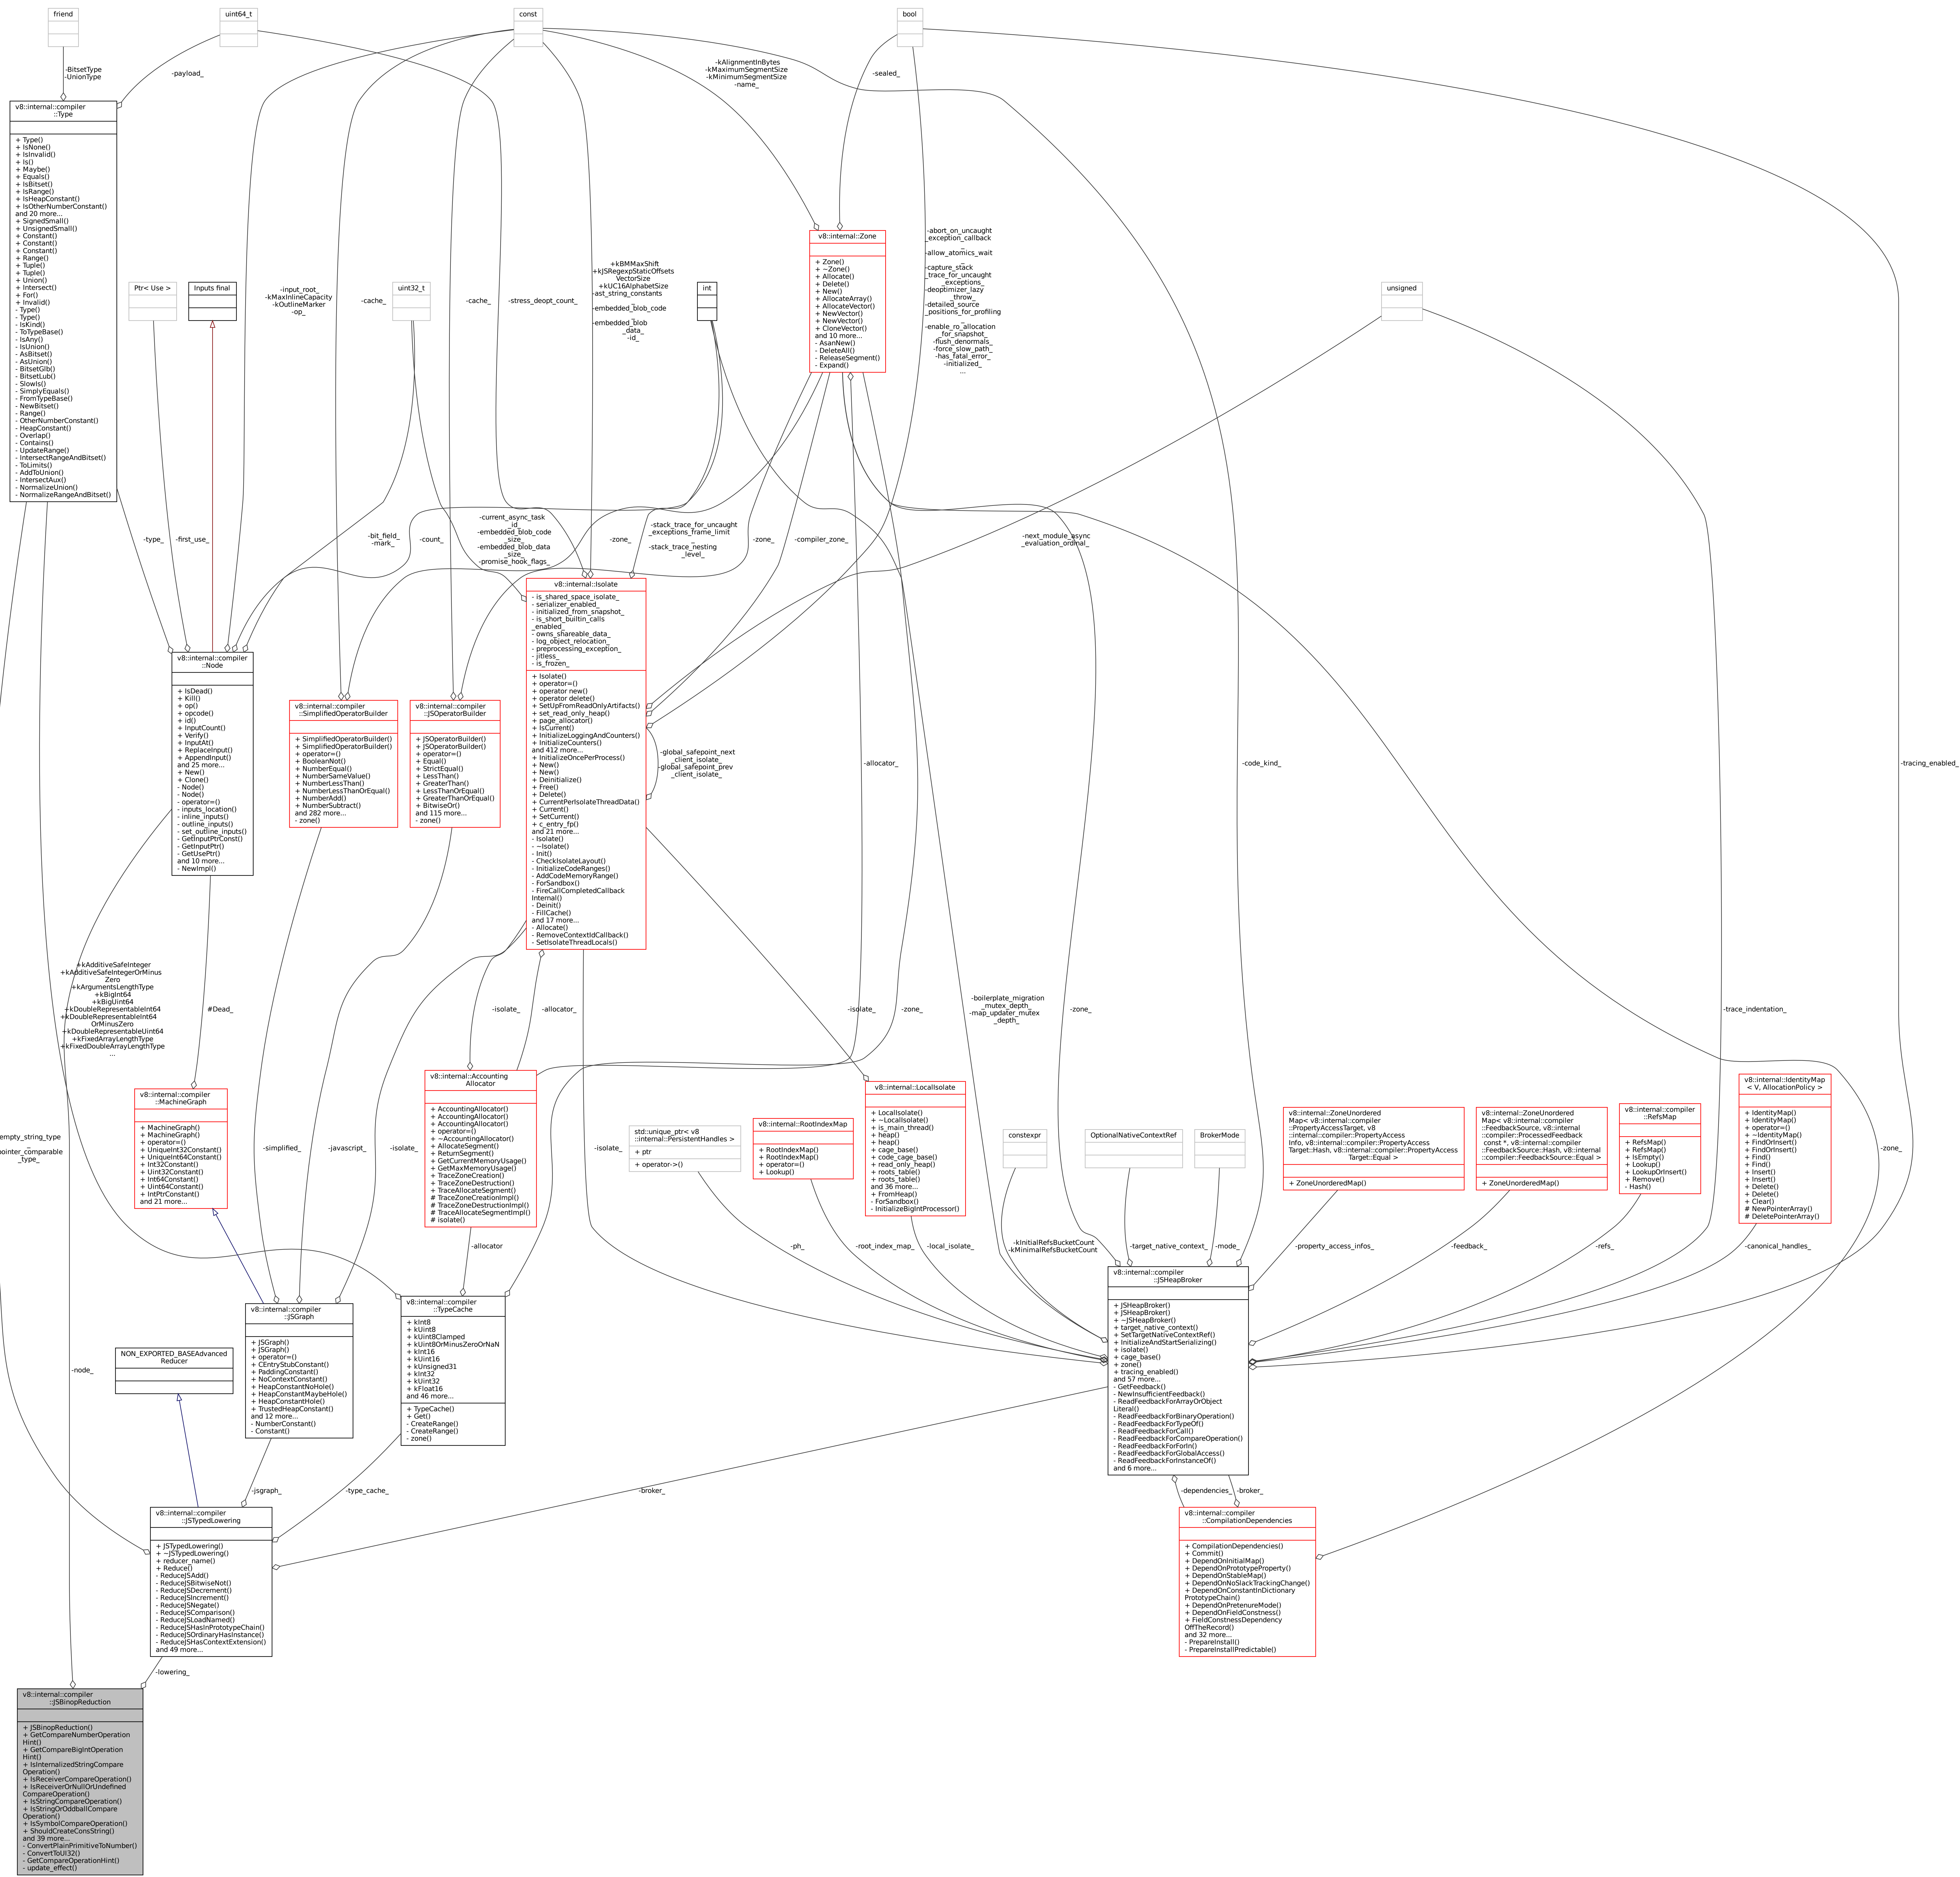 friend
uint64_t
const
bool
-BitsetType
-UnionType
-payload_
-kAlignmentInBytes
-kMaximumSegmentSize
-kMinimumSegmentSize
-name_
-sealed_
v8::internal::compiler
::Type
+ Type()
+ IsNone()
+ IsInvalid()
+ Is()
+ Maybe()
+ Equals()
+ IsBitset()
+ IsRange()
+ IsHeapConstant()
+ IsOtherNumberConstant()
and 20 more...
+ SignedSmall()
+ UnsignedSmall()
+ Constant()
+ Constant()
+ Constant()
+ Range()
+ Tuple()
+ Tuple()
+ Union()
+ Intersect()
+ For()
+ Invalid()
- Type()
- Type()
- IsKind()
- ToTypeBase()
- IsAny()
- IsUnion()
- AsBitset()
- AsUnion()
- BitsetGlb()
- BitsetLub()
- SlowIs()
- SimplyEquals()
- FromTypeBase()
- NewBitset()
- Range()
- OtherNumberConstant()
- HeapConstant()
- Overlap()
- Contains()
- UpdateRange()
- IntersectRangeAndBitset()
- ToLimits()
- AddToUnion()
- IntersectAux()
- NormalizeUnion()
- NormalizeRangeAndBitset()
v8::internal::Zone
+ Zone()
+ ~Zone()
+ Allocate()
+ Delete()
+ New()
+ AllocateArray()
+ AllocateVector()
+ NewVector()
+ NewVector()
+ CloneVector()
and 10 more...
- AsanNew()
- DeleteAll()
- ReleaseSegment()
- Expand()
-abort_on_uncaught
_exception_callback
_
-allow_atomics_wait
_
-capture_stack
_trace_for_uncaught
_exceptions_
-deoptimizer_lazy
_throw_
-detailed_source
_positions_for_profiling
_
-enable_ro_allocation
_for_snapshot_
-flush_denormals_
-force_slow_path_
-has_fatal_error_
-initialized_
...
Ptr< Use >
Inputs final
-input_root_
-kMaxInlineCapacity
-kOutlineMarker
-op_
-cache_
uint32_t
-cache_
-stress_deopt_count_
+kBMMaxShift
+kJSRegexpStaticOffsets
VectorSize
+kUC16AlphabetSize
-ast_string_constants
_
-embedded_blob_code
_
-embedded_blob
_data_
-id_
int
unsigned
-type_
-first_use_
-bit_field_
-mark_
-count_
-current_async_task
_id_
-embedded_blob_code
_size_
-embedded_blob_data
_size_
-promise_hook_flags_
-zone_
-stack_trace_for_uncaught
_exceptions_frame_limit
_
-stack_trace_nesting
_level_
-zone_
-compiler_zone_
-next_module_async
_evaluation_ordinal_
v8::internal::Isolate
- is_shared_space_isolate_
- serializer_enabled_
- initialized_from_snapshot_
- is_short_builtin_calls
_enabled_
- owns_shareable_data_
- log_object_relocation_
- preprocessing_exception_
- jitless_
- is_frozen_
+ Isolate()
+ operator=()
+ operator new()
+ operator delete()
+ SetUpFromReadOnlyArtifacts()
+ set_read_only_heap()
+ page_allocator()
+ IsCurrent()
+ InitializeLoggingAndCounters()
+ InitializeCounters()
and 412 more...
+ InitializeOncePerProcess()
+ New()
+ New()
+ Deinitialize()
+ Free()
+ Delete()
+ CurrentPerIsolateThreadData()
+ Current()
+ SetCurrent()
+ c_entry_fp()
and 21 more...
- Isolate()
- ~Isolate()
- Init()
- CheckIsolateLayout()
- InitializeCodeRanges()
- AddCodeMemoryRange()
- ForSandbox()
- FireCallCompletedCallback
Internal()
- Deinit()
- FillCache()
and 17 more...
- Allocate()
- RemoveContextIdCallback()
- SetIsolateThreadLocals()
v8::internal::compiler
::Node
+ IsDead()
+ Kill()
+ op()
+ opcode()
+ id()
+ InputCount()
+ Verify()
+ InputAt()
+ ReplaceInput()
+ AppendInput()
and 25 more...
+ New()
+ Clone()
- Node()
- Node()
- operator=()
- inputs_location()
- inline_inputs()
- outline_inputs()
- set_outline_inputs()
- GetInputPtrConst()
- GetInputPtr()
- GetUsePtr()
and 10 more...
- NewImpl()
v8::internal::compiler
::SimplifiedOperatorBuilder
+ SimplifiedOperatorBuilder()
+ SimplifiedOperatorBuilder()
+ operator=()
+ BooleanNot()
+ NumberEqual()
+ NumberSameValue()
+ NumberLessThan()
+ NumberLessThanOrEqual()
+ NumberAdd()
+ NumberSubtract()
and 282 more...
- zone()
v8::internal::compiler
::JSOperatorBuilder
+ JSOperatorBuilder()
+ JSOperatorBuilder()
+ operator=()
+ Equal()
+ StrictEqual()
+ LessThan()
+ GreaterThan()
+ LessThanOrEqual()
+ GreaterThanOrEqual()
+ BitwiseOr()
and 115 more...
- zone()
-global_safepoint_next
_client_isolate_
-global_safepoint_prev
_client_isolate_
-allocator_
-code_kind_
-tracing_enabled_
+kAdditiveSafeInteger
+kAdditiveSafeIntegerOrMinus
Zero
+kArgumentsLengthType
+kBigInt64
+kBigUint64
+kDoubleRepresentableInt64
+kDoubleRepresentableInt64
OrMinusZero
+kDoubleRepresentableUint64
+kFixedArrayLengthType
+kFixedDoubleArrayLengthType
...
#Dead_
-isolate_
-allocator_
-isolate_
-zone_
-boilerplate_migration
_mutex_depth_
-map_updater_mutex
_depth_
-zone_
-trace_indentation_
v8::internal::compiler
::MachineGraph
+ MachineGraph()
+ MachineGraph()
+ operator=()
+ UniqueInt32Constant()
+ UniqueInt64Constant()
+ Int32Constant()
+ Uint32Constant()
+ Int64Constant()
+ Uint64Constant()
+ IntPtrConstant()
and 21 more...
v8::internal::Accounting
Allocator
+ AccountingAllocator()
+ AccountingAllocator()
+ AccountingAllocator()
+ operator=()
+ ~AccountingAllocator()
+ AllocateSegment()
+ ReturnSegment()
+ GetCurrentMemoryUsage()
+ GetMaxMemoryUsage()
+ TraceZoneCreation()
+ TraceZoneDestruction()
+ TraceAllocateSegment()
# TraceZoneCreationImpl()
# TraceZoneDestructionImpl()
# TraceAllocateSegmentImpl()
# isolate()
v8::internal::LocalIsolate
+ LocalIsolate()
+ ~LocalIsolate()
+ is_main_thread()
+ heap()
+ heap()
+ cage_base()
+ code_cage_base()
+ read_only_heap()
+ roots_table()
+ roots_table()
and 36 more...
+ FromHeap()
- ForSandbox()
- InitializeBigIntProcessor()
std::unique_ptr< v8
::internal::PersistentHandles >
+ ptr
+ operator->()
v8::internal::RootIndexMap
+ RootIndexMap()
+ RootIndexMap()
+ operator=()
+ Lookup()
constexpr
OptionalNativeContextRef
BrokerMode
v8::internal::ZoneUnordered
Map< v8::internal::compiler
::PropertyAccessTarget, v8
::internal::compiler::PropertyAccess
Info, v8::internal::compiler::PropertyAccess
Target::Hash, v8::internal::compiler::PropertyAccess
Target::Equal >
+ ZoneUnorderedMap()
v8::internal::ZoneUnordered
Map< v8::internal::compiler
::FeedbackSource, v8::internal
::compiler::ProcessedFeedback
const *, v8::internal::compiler
::FeedbackSource::Hash, v8::internal
::compiler::FeedbackSource::Equal >
+ ZoneUnorderedMap()
v8::internal::compiler
::RefsMap
+ RefsMap()
+ RefsMap()
+ IsEmpty()
+ Lookup()
+ LookupOrInsert()
+ Remove()
- Hash()
v8::internal::IdentityMap
< V, AllocationPolicy >
+ IdentityMap()
+ IdentityMap()
+ operator=()
+ ~IdentityMap()
+ FindOrInsert()
+ FindOrInsert()
+ Find()
+ Find()
+ Insert()
+ Insert()
+ Delete()
+ Delete()
+ Clear()
# NewPointerArray()
# DeletePointerArray()
empty_string_type
_
pointer_comparable
_type_
-simplified_
-javascript_
-isolate_
-isolate_
-zone_
-allocator
-ph_
-root_index_map_
-local_isolate_
-kInitialRefsBucketCount
-kMinimalRefsBucketCount
-target_native_context_
-mode_
-property_access_infos_
-feedback_
-refs_
-canonical_handles_
v8::internal::compiler
::JSHeapBroker
+ JSHeapBroker()
+ JSHeapBroker()
+ ~JSHeapBroker()
+ target_native_context()
+ SetTargetNativeContextRef()
+ InitializeAndStartSerializing()
+ isolate()
+ cage_base()
+ zone()
+ tracing_enabled()
and 57 more...
- GetFeedback()
- NewInsufficientFeedback()
- ReadFeedbackForArrayOrObject
Literal()
- ReadFeedbackForBinaryOperation()
- ReadFeedbackForTypeOf()
- ReadFeedbackForCall()
- ReadFeedbackForCompareOperation()
- ReadFeedbackForForIn()
- ReadFeedbackForGlobalAccess()
- ReadFeedbackForInstanceOf()
and 6 more...
v8::internal::compiler
::JSGraph
+ JSGraph()
+ JSGraph()
+ operator=()
+ CEntryStubConstant()
+ PaddingConstant()
+ NoContextConstant()
+ HeapConstantNoHole()
+ HeapConstantMaybeHole()
+ HeapConstantHole()
+ TrustedHeapConstant()
and 12 more...
- NumberConstant()
- Constant()
v8::internal::compiler
::TypeCache
+ kInt8
+ kUint8
+ kUint8Clamped
+ kUint8OrMinusZeroOrNaN
+ kInt16
+ kUint16
+ kUnsigned31
+ kInt32
+ kUint32
+ kFloat16
and 46 more...
+ TypeCache()
+ Get()
- CreateRange()
- CreateRange()
- zone()
NON_EXPORTED_BASEAdvanced
Reducer
-node_
-jsgraph_
-type_cache_
-broker_
-dependencies_
-broker_
v8::internal::compiler
::JSTypedLowering
+ JSTypedLowering()
+ ~JSTypedLowering()
+ reducer_name()
+ Reduce()
- ReduceJSAdd()
- ReduceJSBitwiseNot()
- ReduceJSDecrement()
- ReduceJSIncrement()
- ReduceJSNegate()
- ReduceJSComparison()
- ReduceJSLoadNamed()
- ReduceJSHasInPrototypeChain()
- ReduceJSOrdinaryHasInstance()
- ReduceJSHasContextExtension()
and 49 more...
v8::internal::compiler
::CompilationDependencies
+ CompilationDependencies()
+ Commit()
+ DependOnInitialMap()
+ DependOnPrototypeProperty()
+ DependOnStableMap()
+ DependOnNoSlackTrackingChange()
+ DependOnConstantInDictionary
PrototypeChain()
+ DependOnPretenureMode()
+ DependOnFieldConstness()
+ FieldConstnessDependency
OffTheRecord()
and 32 more...
- PrepareInstall()
- PrepareInstallPredictable()
-lowering_
v8::internal::compiler
::JSBinopReduction
+ JSBinopReduction()
+ GetCompareNumberOperation
Hint()
+ GetCompareBigIntOperation
Hint()
+ IsInternalizedStringCompare
Operation()
+ IsReceiverCompareOperation()
+ IsReceiverOrNullOrUndefined
CompareOperation()
+ IsStringCompareOperation()
+ IsStringOrOddballCompare
Operation()
+ IsSymbolCompareOperation()
+ ShouldCreateConsString()
and 39 more...
- ConvertPlainPrimitiveToNumber()
- ConvertToUI32()
- GetCompareOperationHint()
- update_effect()